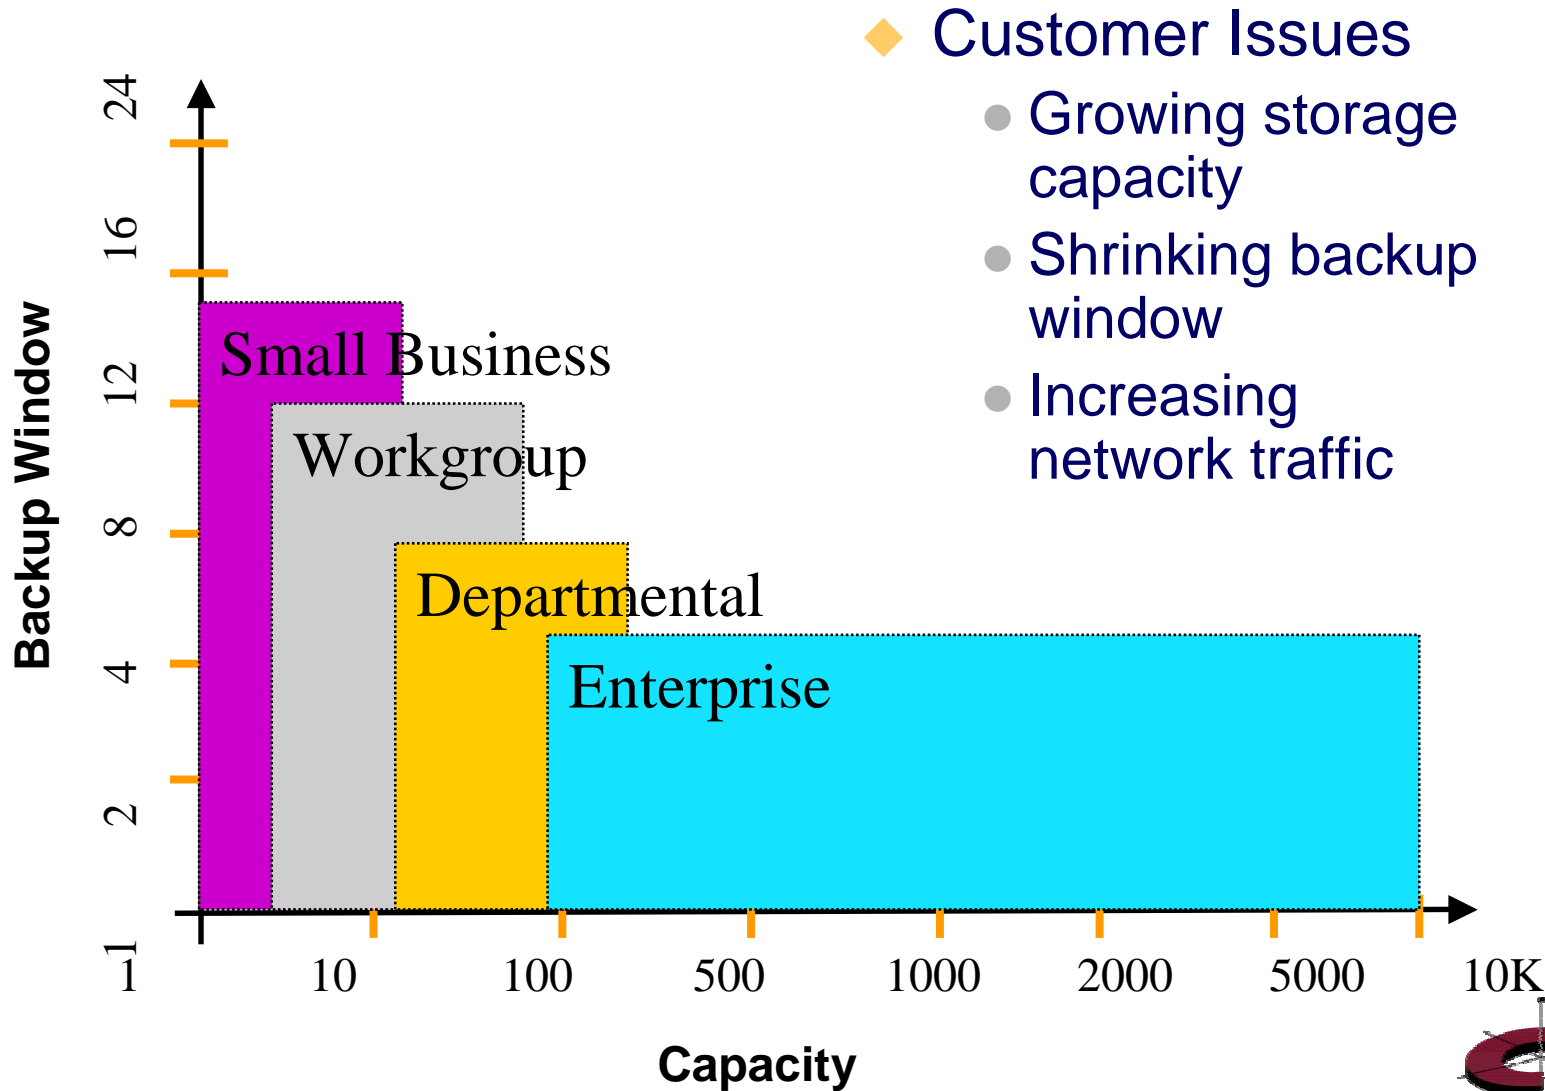 Customer Issues
Growing storage
capacity
Shrinking backup
window
Increasing
network traffic
Backup Window
24
16
12
8
4
2
1
Small Business
Workgroup
Departmental
Enterprise
1 10 100 500 1000 2000 5000 10K
Capacity